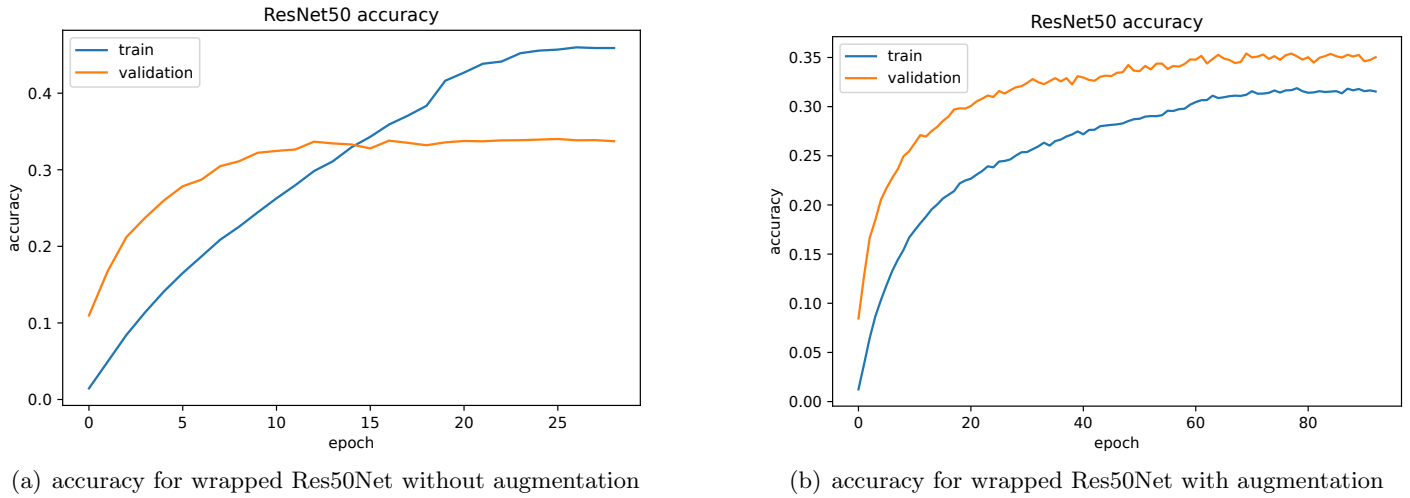 ResNet50 accuracy
train
validation
accuracy
0.4
0.3
0.2
0.1
0.0
0 5 10 15 20 25
epoch
(a) accuracy for wrapped Res50Net without augmentation
ResNet50 accuracy
train
validation
accuracy
0.35
0.30
0.25
0.20
0.15
0.10
0.05
0.00
0 20 40 60 80
epoch
(b) accuracy for wrapped Res50Net with augmentation